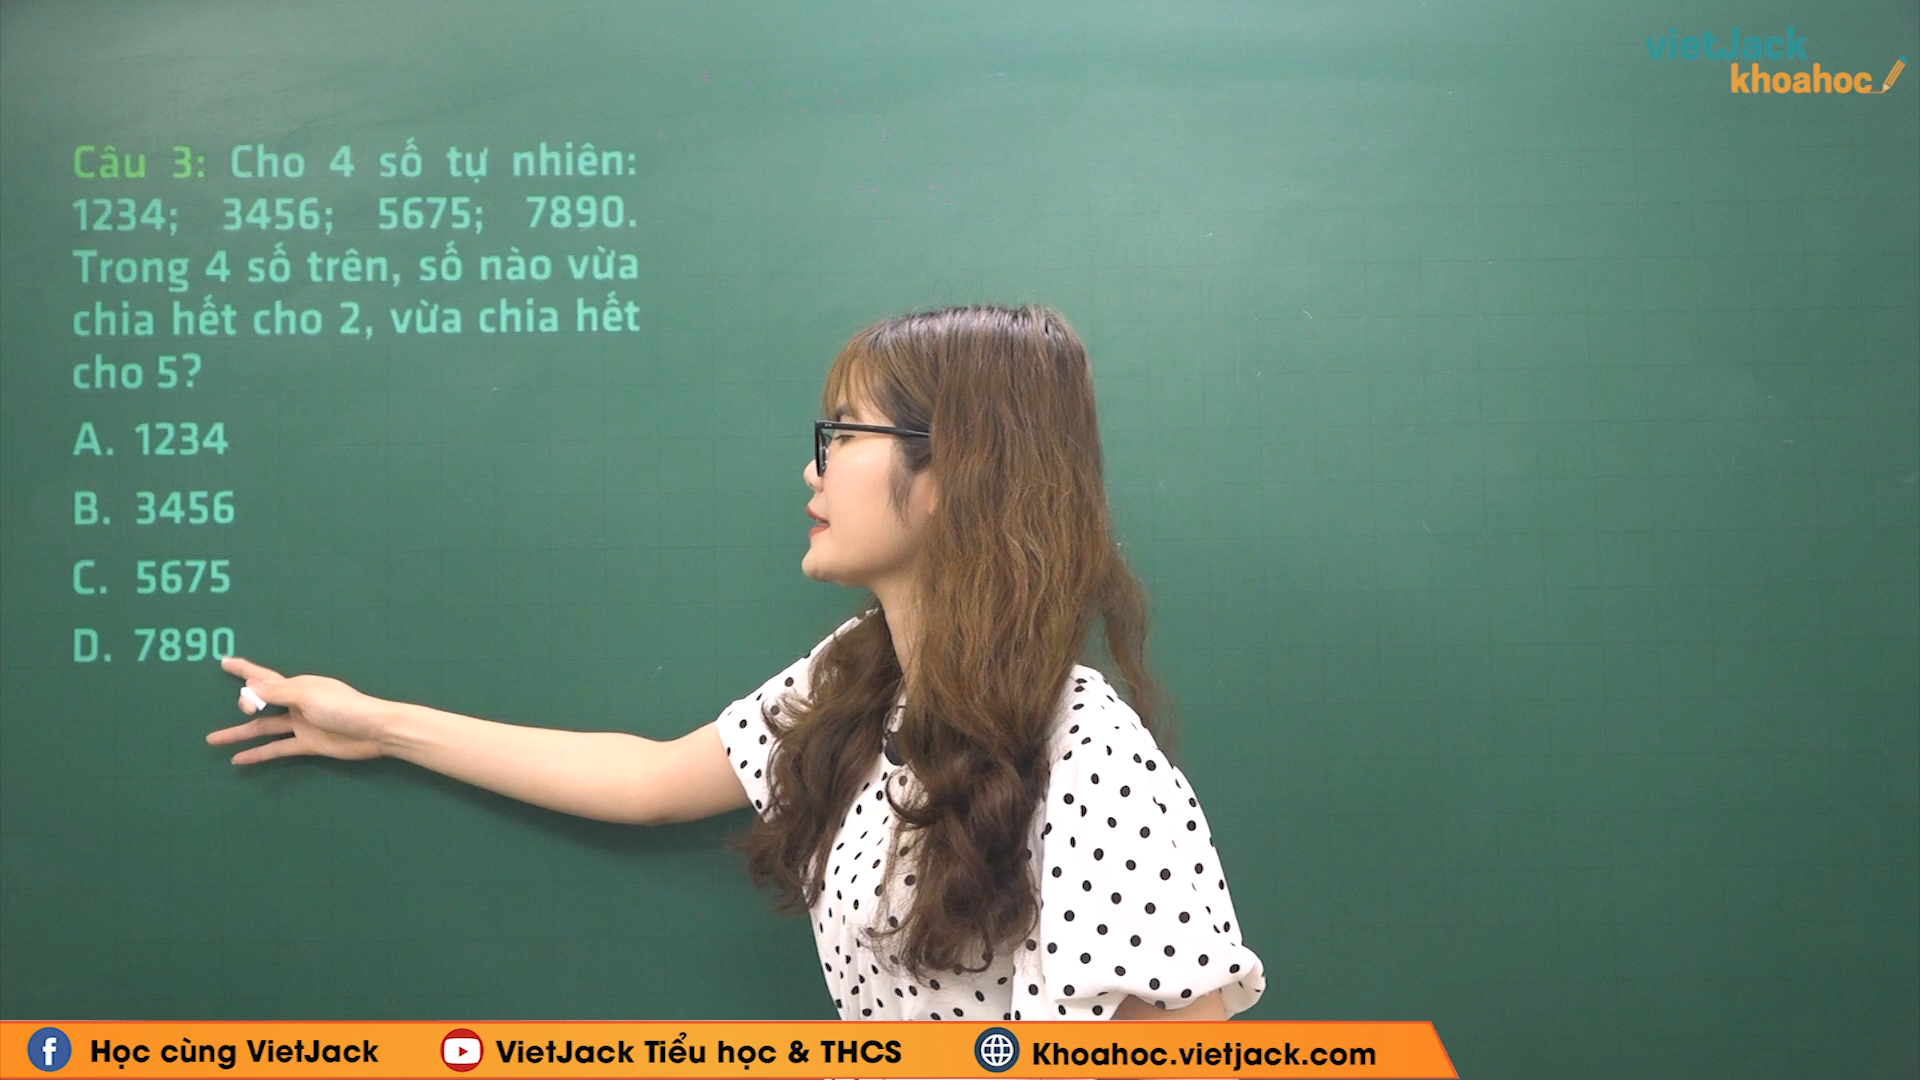 vietJack
khoahoc
Câu 3: Cho 4 số tự nhiên:
1234; 3456; 5675; 7890.
Trong 4 số trên, số nào vừa
chia hết cho 2, vừa chia hết
cho 5?
A. 1234
B. 3456
C. 5675
D. 7890
Học cùng VietJack
VietJack Tiểu học & THCS
Khoahoc.vietjack.com